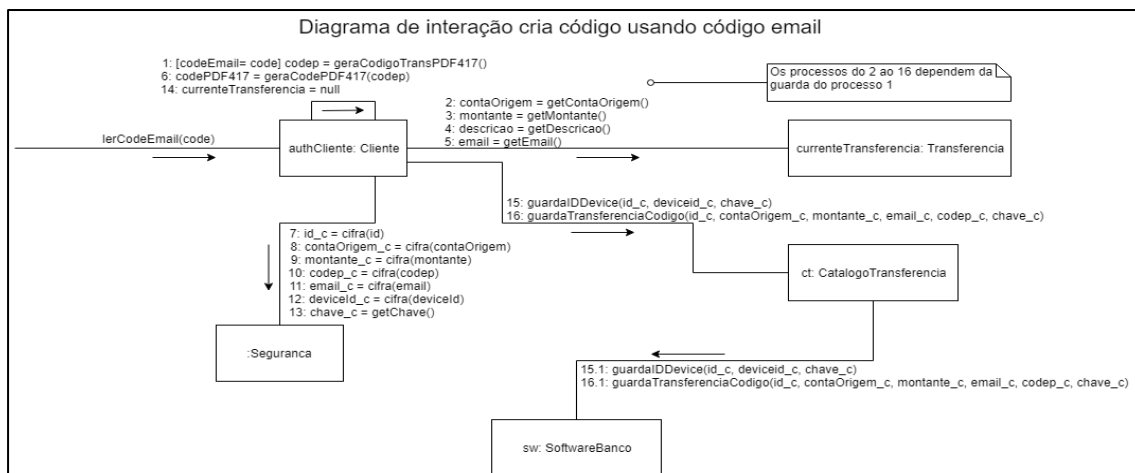 Diagrama de interação cria código usando código email
1: [codeEmail= code] codep = geraCodigoTransPDF417()
6: codePDF417 = geraCodePDF417(codep)
14: currenteTransferencia = null
Os processos do 2 ao 16 dependem da
guarda do processo 1
2: contaOrigem = getContaOrigem()
3: montante = getMontante()
4: descricao = getDescricao()
5: email = getEmail()
lerCodeEmail(code)
authCliente: Cliente
currenteTransferencia: Transferencia
15: guardaIDDevice(id_c, deviceid_c, chave_c)
16: guardaTransferenciaCodigo(id_c, contaOrigem_c, montante_c, email_c, codep_c, chave_c)
7: id_c = cifra(id)
8: contaOrigem_c = cifra(contaOrigem)
9: montante_c = cifra(montante)
10: codep_c = cifra(codep)
11: email_c = cifra(email)
12: deviceId_c = cifra(deviceId)
13: chave_c = getChave()
ct: CatalogoTransferencia
:Seguranca
15.1: guardaIDDevice(id_c, deviceid_c, chave_c)
16.1: guardaTransferenciaCodigo(id_c, contaOrigem_c, montante_c, email_c, codep_c, chave_c)
sw: SoftwareBanco